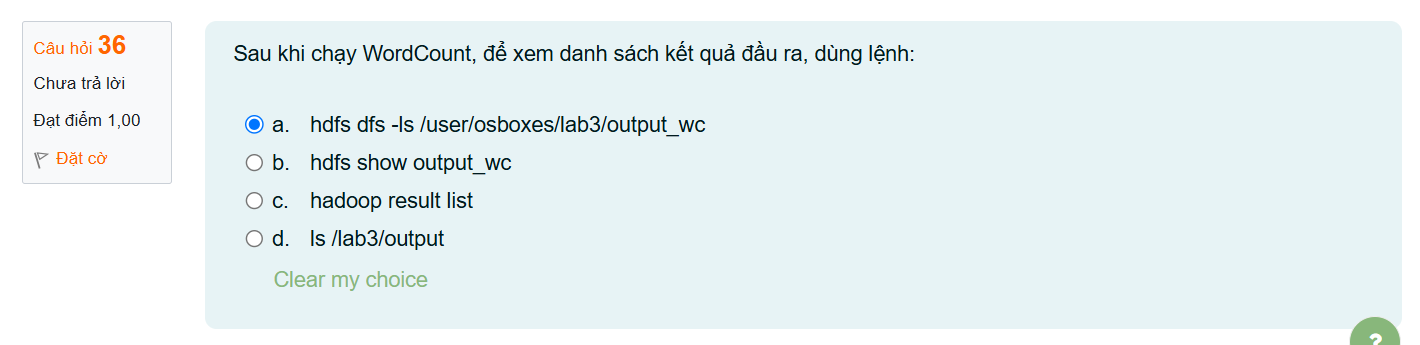 Câu hỏi 36
Chưa trả lời
Đạt điểm 1,00
Đặt cờ
Sau khi chạy WordCount, để xem danh sách kết quả đầu ra, dùng lệnh:
a. hdfs dfs -ls /user/osboxes/lab3/output_wc
b. hdfs show output_wc
c. hadoop result list
d. ls /lab3/output
Clear my choice
?